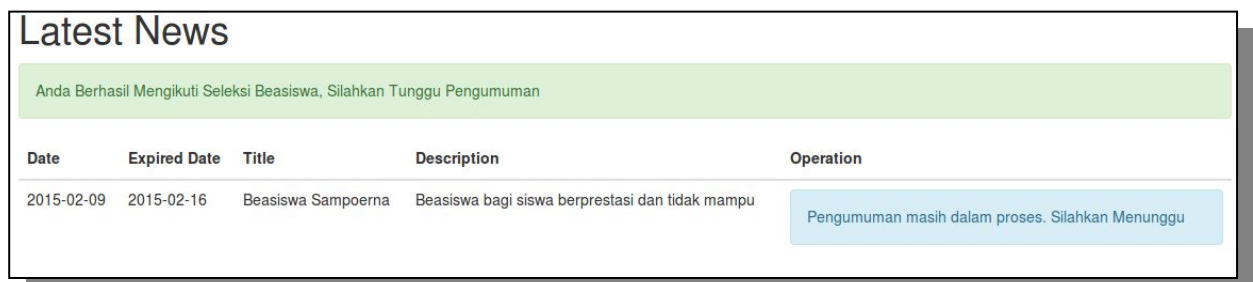 Latest News
Anda Berhasil Mengikuti Seleksi Beasiswa, Silahkan Tunggu Pengumuman
Date Expired Date Title Description Operation
2015-02-09 2015-02-16 Beasiswa Sampoerna Beasiswa bagi siswa berprestasi dan tidak mampu Pengumuman masih dalam proses. Silahkan Menunggu